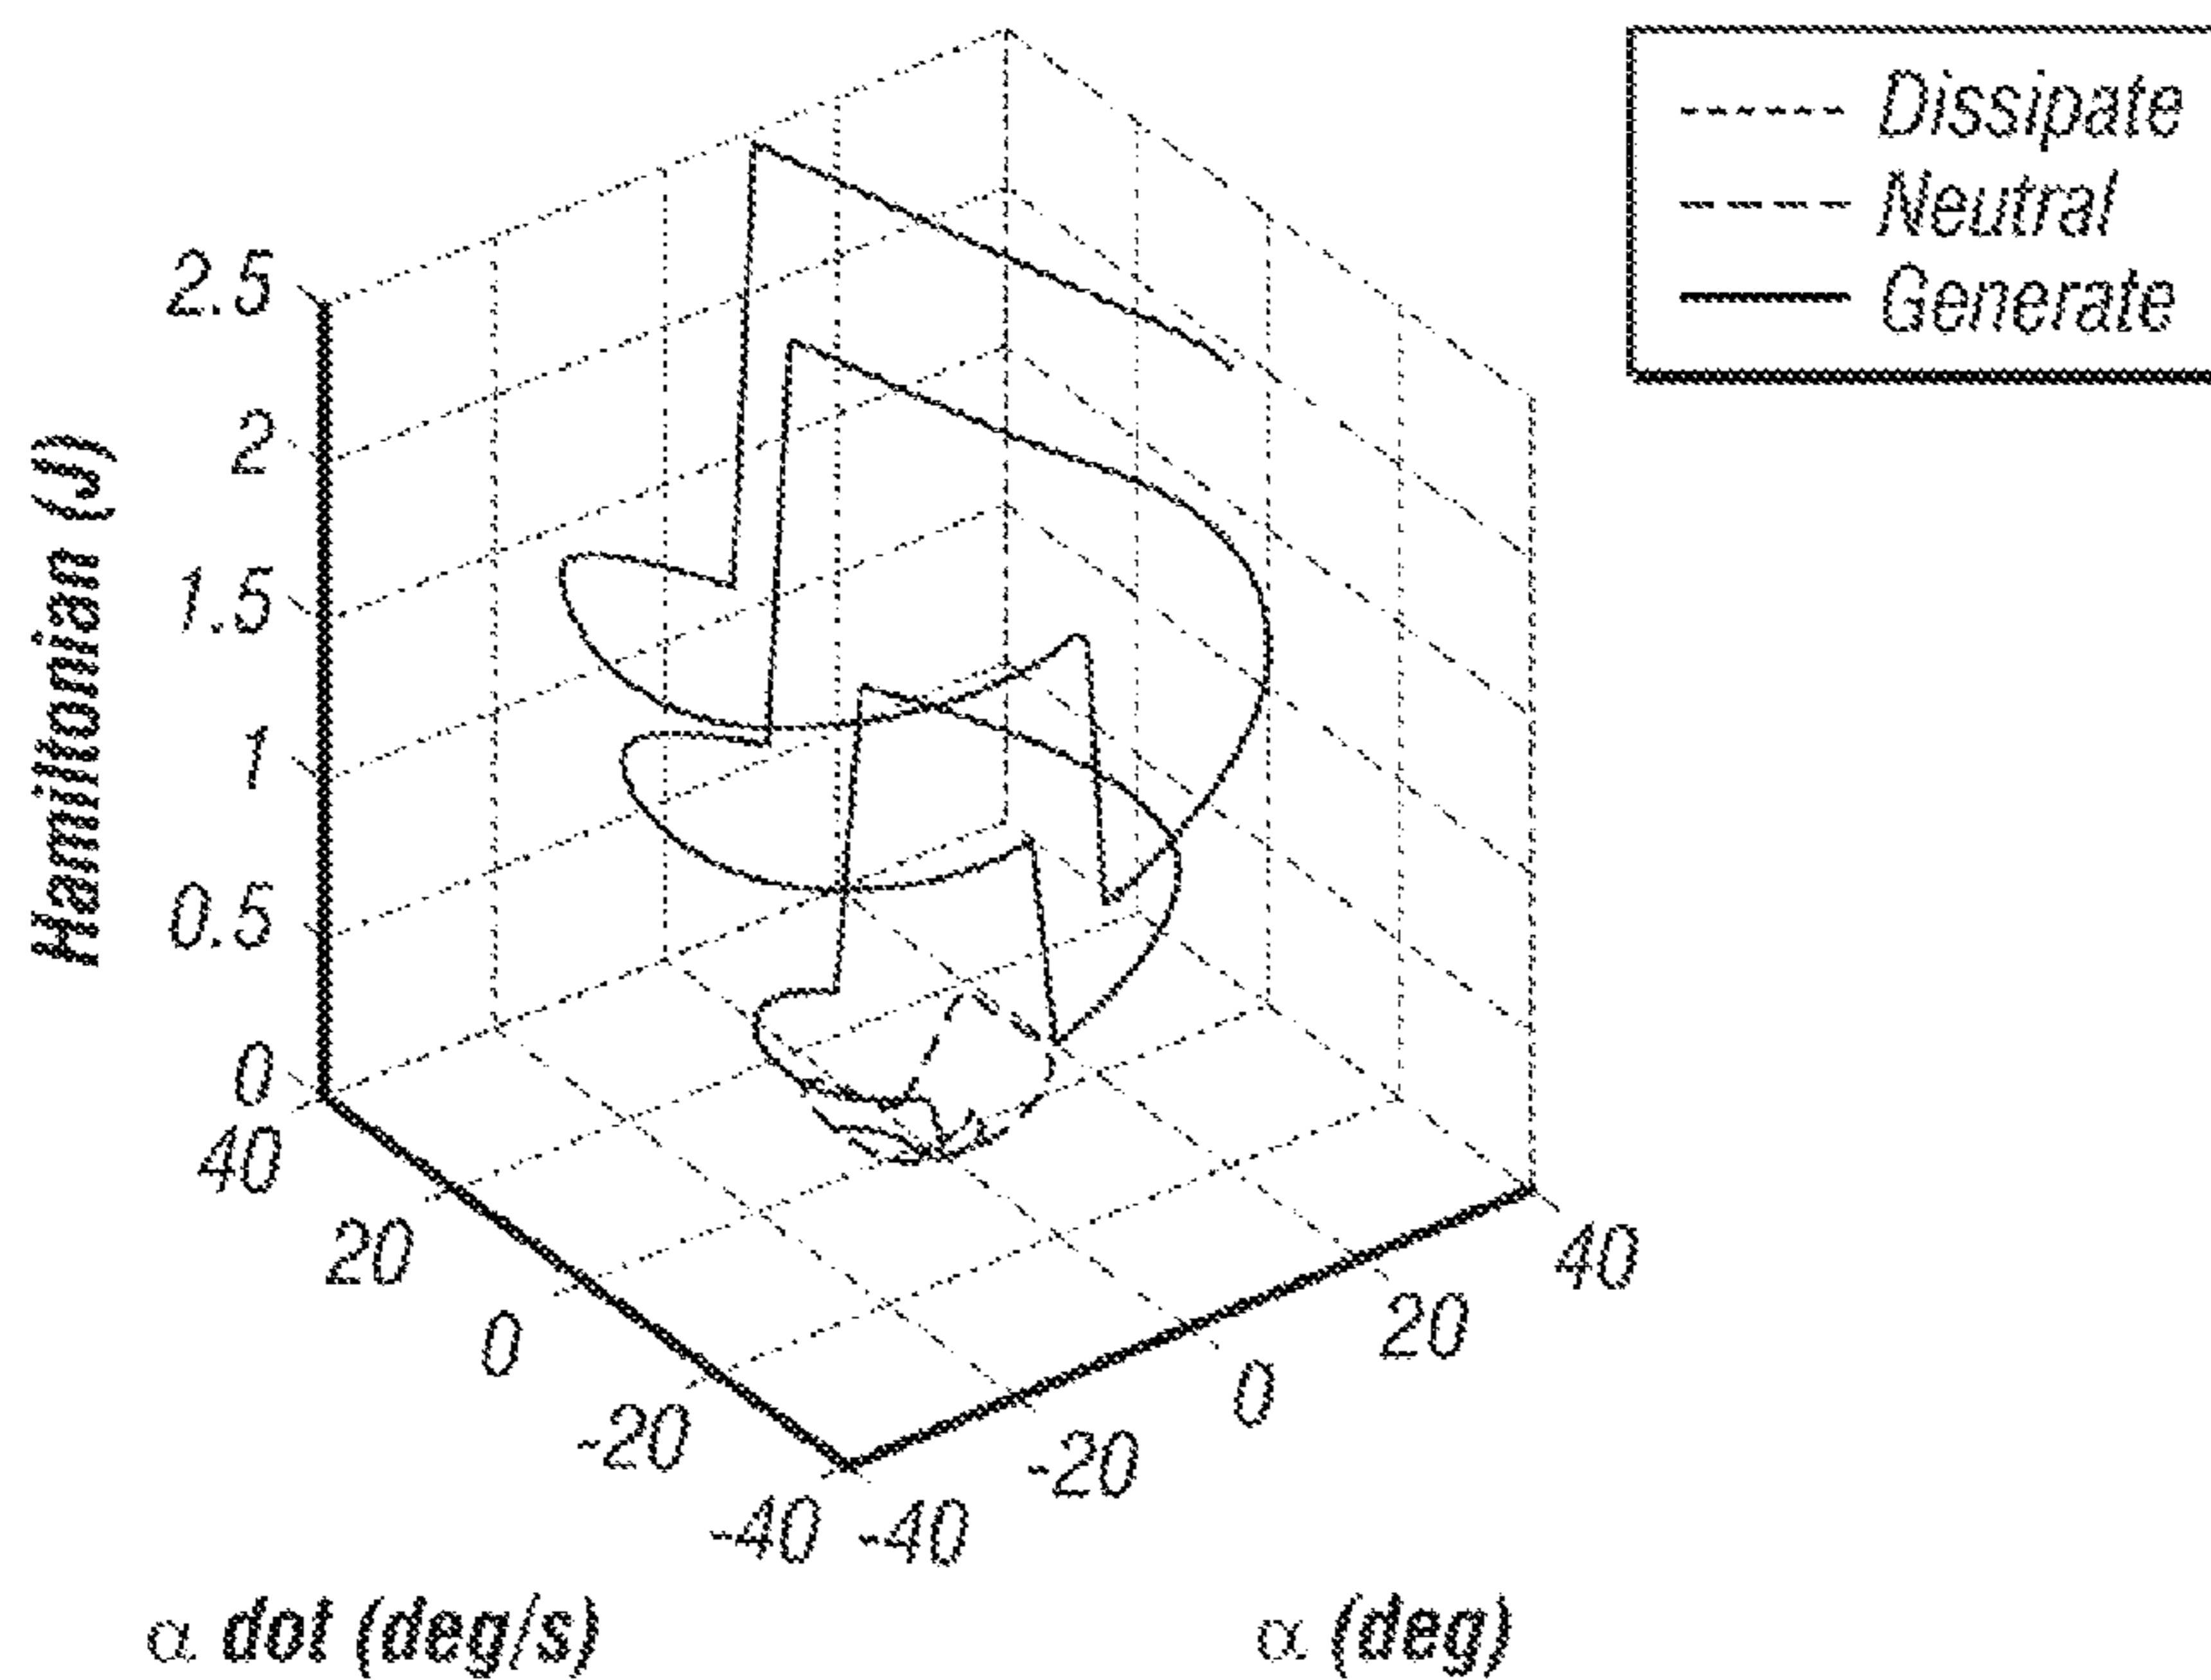 Dissipate
Neutral
Generate
Hamiltonian (J)
2.5
2
1.5
1
0.5
0
40
20
0
-20
-40
-40
-20
0
20
40
α dot (deg/s)
α (deg)